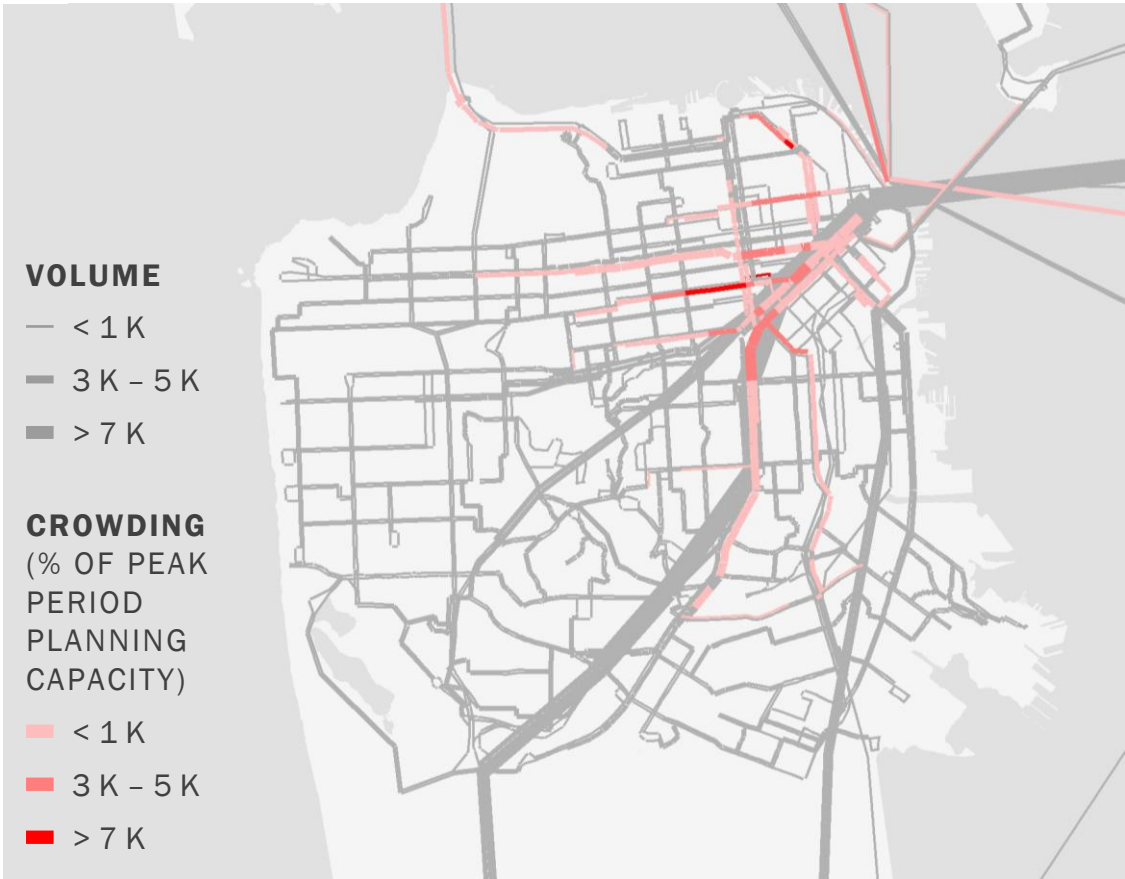 VOLUME
< 1 K
3 K – 5 K
> 7 K
CROWDING
(% OF PEAK
PERIOD
PLANNING
CAPACITY)
< 1 K
3 K – 5 K
> 7 K